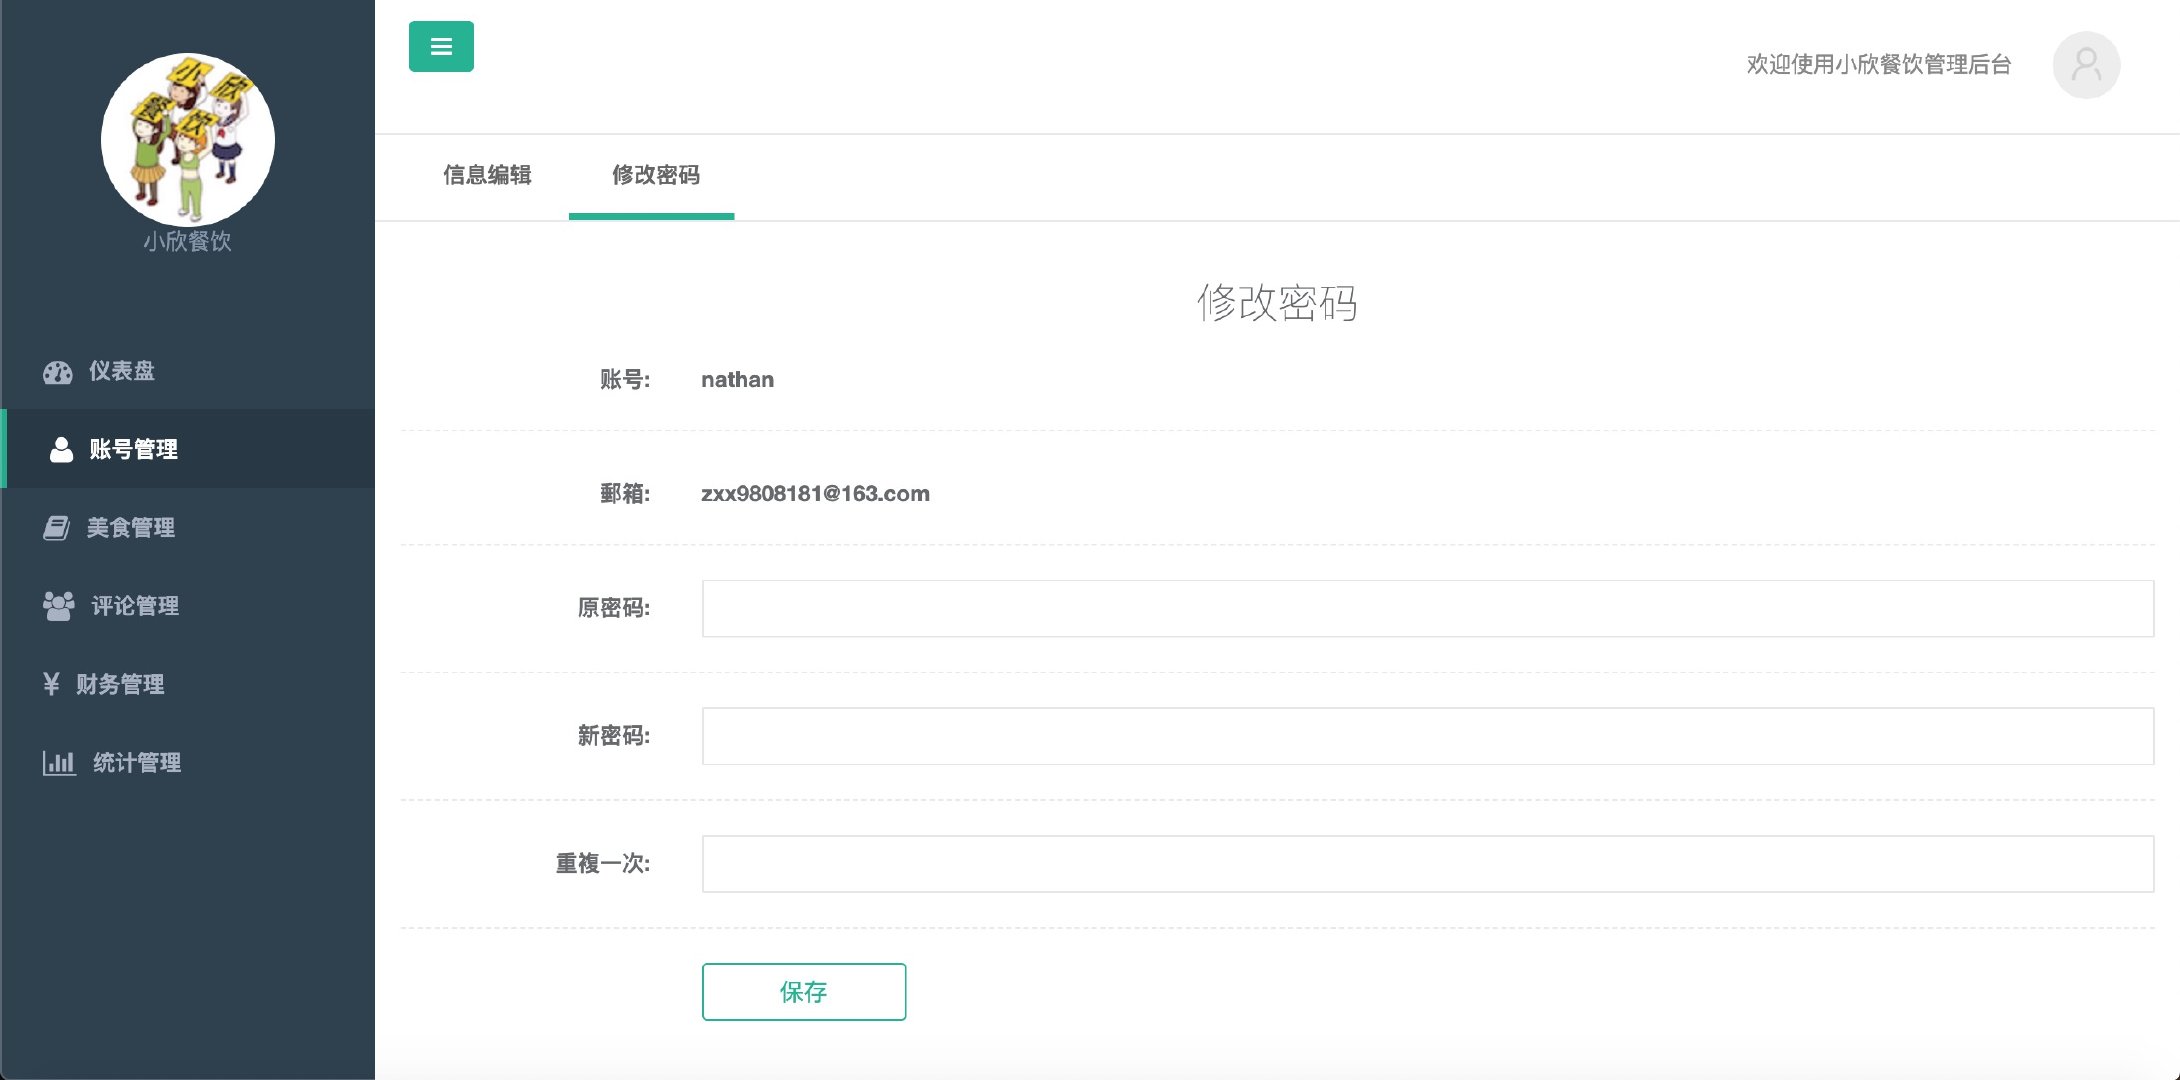 小欣
餐饮
小欣餐饮
仪表盘
账号管理
美食管理
评论管理
¥ 财务管理
统计管理
欢迎使用小欣餐饮管理后台
信息编辑
修改密码
修改密码
账号: nathan
郵箱: zxx9808181@163.com
原密码:
新密码:
重複一次:
保存